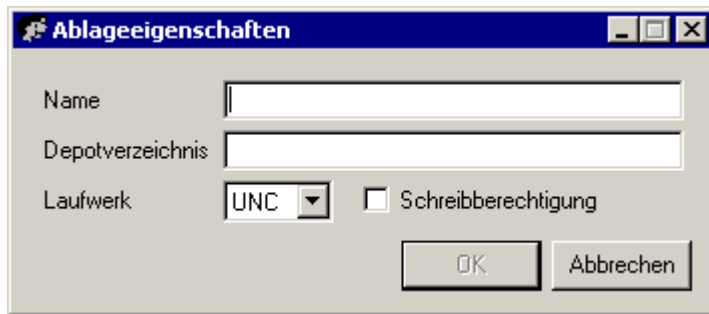 Ablageeigenschaften
Name
Depotverzeichnis
Laufwerk UNC Schreibberechtigung
OK Abbrechen